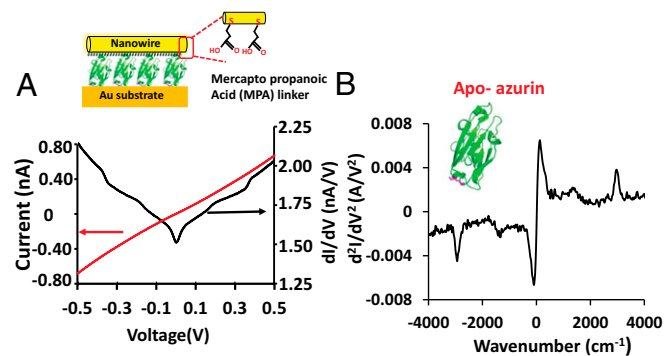 Nanowire
Au substrate
S
S
HO
O
HO
O
Mercapto propanoic
Acid (MPA) linker
A
Current (nA)
0.80
0.40
0
-0.40
-0.80
2.25
2.00
1.75
1.50
1.25
dI/dV (nA/V)
-0.5
-0.3
-0.1
0.1
0.3
0.5
Voltage(V)
B
Apo- azurin
d²I/dV² (A/V²)
0.008
0.004
0
-0.004
-0.008
-4000
-2000
0
2000
4000
Wavenumber (cm⁻¹)